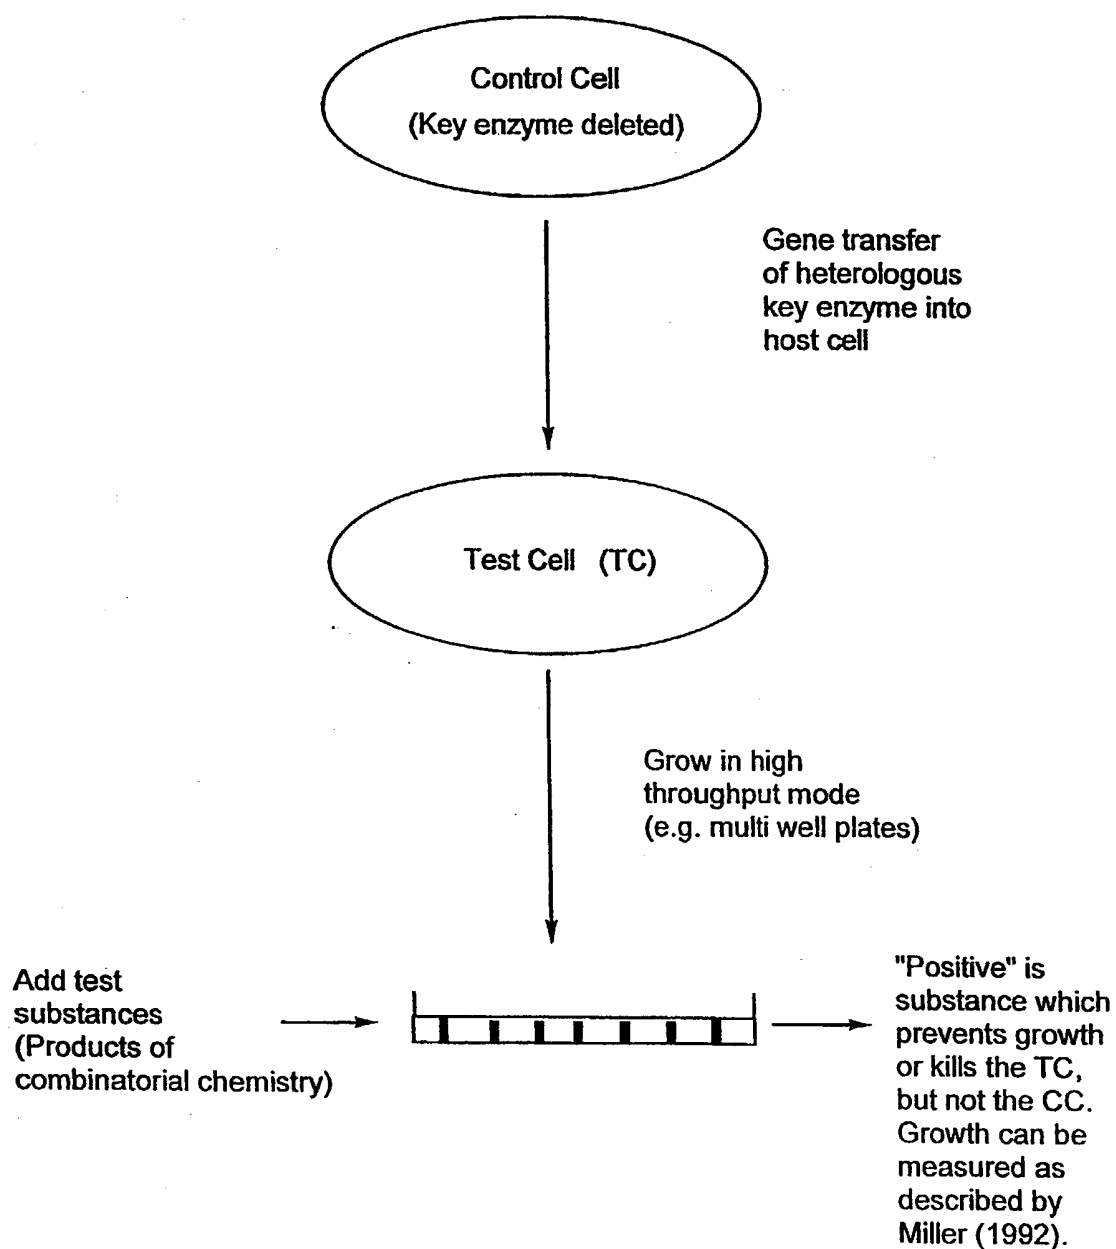 Control Cell
(Key enzyme deleted)
Gene transfer
of heterologous
key enzyme into
host cell
Test Cell (TC)
Grow in high
throughput mode
(e.g. multi well plates)
Add test
substances
(Products of
combinatorial chemistry)
"Positive" is
substance which
prevents growth
or kills the TC,
but not the CC.
Growth can be
measured as
described by
Miller (1992).